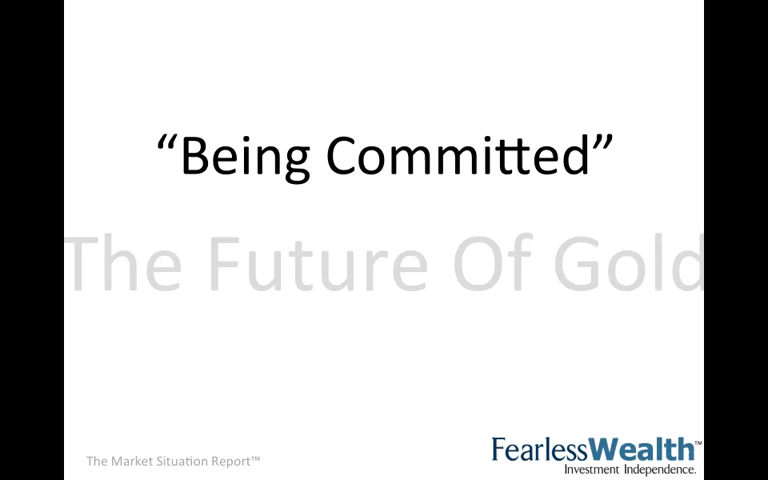 “Being Committed”
The Future Of Gold
The Market Situation Report™
FearlessWealth™
Investment Independence.